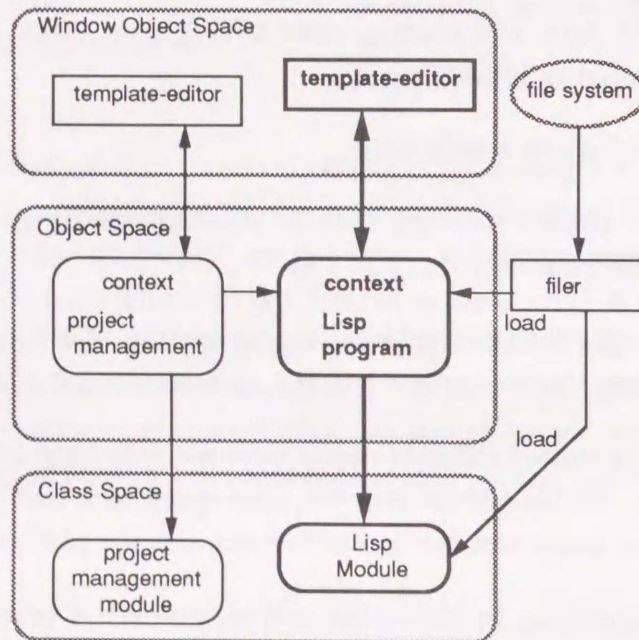 Window Object Space
template-editor
template-editor
file system
Object Space
context
project
management
context
Lisp
program
filer
load
load
Class Space
project
management
module
Lisp
Module